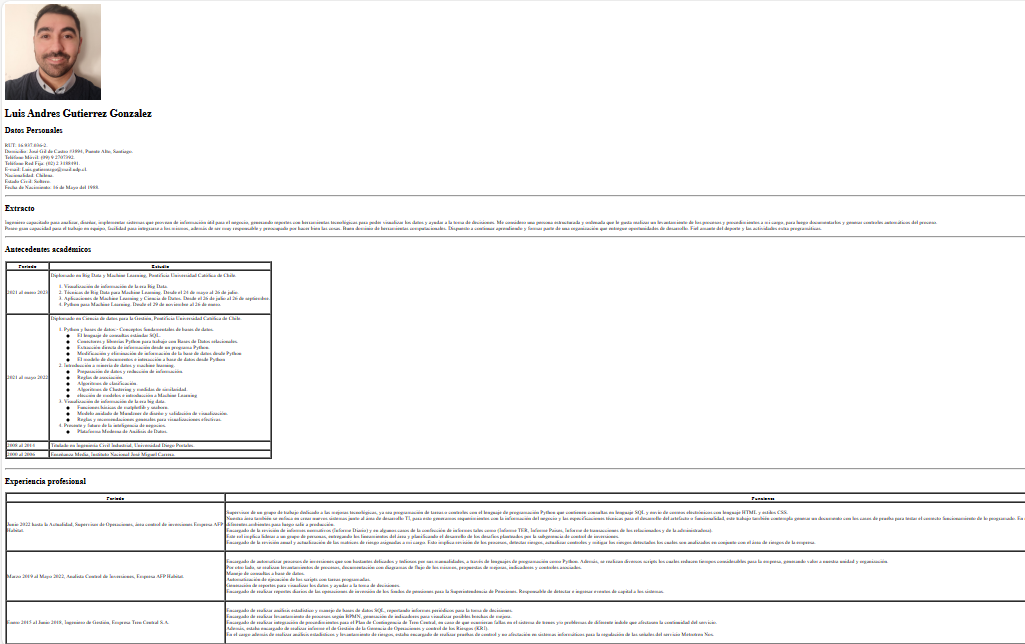 Luis Andres Gutierrez Gonzalez
Datos Personales
RUT: 16.937.036-2.
Domicilio: José Gil de Castro #3894, Puente Alto, Santiago.
Teléfono Móvil: (09) 9 2707392.
Teléfono Red Fija: (02) 2
E-mail: Luis.gutierrezgo@mail.udp.cl.
Nacionalidad: Chilena.
Estado Civil: Soltero.
Fecha de Nacimiento: 16 de Mayo del 1988.
Extracto
Ingeniero capacitado para analizar, diseñar, implementar sistemas que provean de información útil para el negocio, generando reportes con herramientas tecnológicas para poder visualizar los datos y ayudar a la toma de decisiones. Me considero una persona estructurada y ordenada que le gusta realizar un levantamiento de los procesos y procedimientos a mi cargo, para luego documentarlos y generar controles automáticos del proceso.
Poseo gran capacidad para el trabajo en equipo, facilidad para integrarse a los mismos, además de ser muy responsable y preocupado por hacer bien las cosas. Buen dominio de herramientas computacionales. Dispuesto a continuar aprendiendo y formar parte de una organización que entregue oportunidades de desarrollo. Fiel amante del deporte y las actividades extra programáticas.
Antecedentes académicos
Periodo Estudio
Diplomado en Big Data y Machine Learning, Pontificia Universidad Católica de Chile.
1. Visualización de información de la era Big Data.
2. Técnicas de Big Data para Machine Learning. Desde el 24 de mayo al 26 de julio.
2021 al enero 2023
3. Aplicaciones de Machine Learning y Ciencia de Datos. Desde el 26 de julio al 26 de septiembre.
4. Python para Machine Learning. Desde el 29 de noviembre al 26 de enero.
Diplomado en Ciencia de datos para la Gestión, Pontificia Universidad Católica de Chile.
1. Python y bases de datos - Conceptos fundamentales de bases de datos.
● El lenguaje de consultas estándar SQL.
● Conectores y librerías Python para trabajo con Bases de Datos relacionales.
● Extracción directa de información desde un programa Python.
● Modificación y eliminación de información de la base de datos desde Python
● El modelo de documentos e interacción a base de datos desde Python
2. Introducción a minería de datos y machine learning.
● Preparación de datos y reducción de información.
● Reglas de asociación.
2021 al mayo 2022
● Algoritmos de clasificación.
● Algoritmos de Clustering y medidas de similaridad.
● elección de modelos e introducción a Machine Learning
3. Visualización de información de la era big data.
● Funciones básicas de matplotlib y seaborn.
● Modelo anidado de Munzner de diseño y validación de visualización.
● Reglas y recomendaciones generales para visualizaciones efectivas.
4. Presente y futuro de la inteligencia de negocios.
● Plataforma Moderna de Análisis de Datos.
2008 al 2014 Titulado en Ingeniería Civil Industrial, Universidad Diego Portales.
2000 al 2006 Enseñanza Media, Instituto Nacional José Miguel Carrera.
Experiencia profesional
Periodo Funciones
Supervisor de un grupo de trabajo dedicado a las mejoras tecnológicas, ya sea programación de tareas o controles con el lenguaje de programación Python que contienen consultas en lenguaje SQL y envío de correos electrónicos con lenguaje HTML y estilos CSS.
Nuestra área también se enfoca en crear nuevos sistemas junto al área de desarrollo TI, para esto generamos requerimientos con la información del negocio y las especificaciones técnicas para el desarrollo del artefacto o funcionalidad, este trabajo también contempla generar un documento con los casos de prueba para testear el correcto funcionamiento de lo programado. En
Junio 2022 hasta la Actualidad, Supervisor de Operaciones, área control de inversiones Empresa AFP Habitat.
diferentes ambientes para luego salir a producción.
Encargado de la revisión de informes normativos (Informe Diario) y en algunos casos de la confección de informes tales como (Informe TER, Informe Pesos, Informe de transacciones de los relacionados y de la administradora).
Este rol implica liderar a un grupo de personas, entregando los lineamientos del área y planificando el desarrollo de los desafíos planteados por la subgerencia de control de inversiones.
Encargado de la revisión anual y actualización de las matrices de riesgo asignadas a mi cargo. Esto implica revisión de los procesos, detectar riesgos, actualizar controles y mitigar los riesgos detectados los cuales son analizados en conjunto con el área de riesgos de la empresa.
Encargado de automatizar procesos de inversiones que son bastantes delicados y tediosos por sus manualidades, a través de lenguajes de programación como Python. Además, se realizan diversos scripts los cuales reducen tiempos considerables para la empresa, generando valor a nuestra unidad y organización.
Por otro lado, se realizan levantamientos de procesos, documentación con diagramas de flujo de los mismos, propuestas de mejoras, indicadores y controles asociados.
Manejo de consultas a base de datos.
Marzo 2019 al Mayo 2022, Analista Control de Inversiones, Empresa AFP Habitat.
Automatización de ejecución de los scripts con tareas programadas.
Generación de reportes para visualizar los datos y ayudar a la toma de decisiones.
Encargado de realizar reportes diarios de las operaciones de inversión de los fondos de pensiones para la Superintendencia de Pensiones. Responsable de detectar e ingresar eventos de capital a los sistemas.
Encargado de realizar análisis estadísticos y manejo de bases de datos SQL, reportando informes periódicos para la toma de decisiones.
Encargado de realizar levantamiento de procesos según BPMN, generación de indicadores para visualizar posibles brechas de mejora.
Enero 2015 al Junio 2018, Ingeniero de Gestión, Empresa Tren Central S.A.
Encargado de realizar integración de procedimientos para el Plan de Contingencia de Tren Central, en caso de que existieran fallas en el sistema de trenes y/o problemas de diferente índole que afectasen la continuidad del servicio.
Además, estaba encargado de realizar informe de Gestión de la Gerencia de Operaciones y control de los Riesgos (KRI).
En el cargo además de realizar análisis estadísticos y levantamiento de riesgos, estaba encargado de realizar pruebas de control y no afectación en sistemas informáticos para la regulación de las señales del servicio Metrotren Nos.